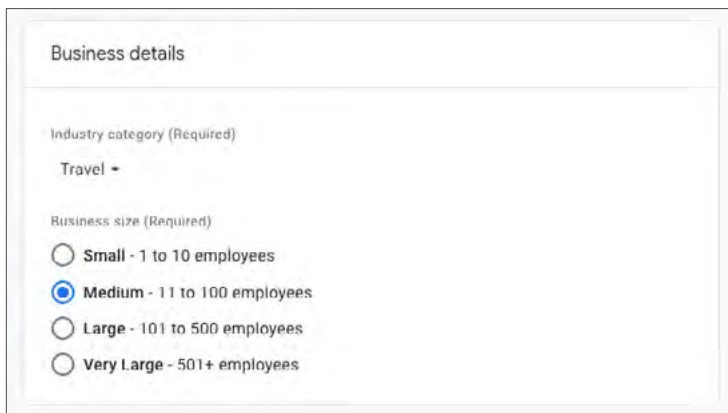 Business details
Industry category (Required)
Travel
Business size (Required)
Small - 1 to 10 employees
Medium - 11 to 100 employees
Large - 101 to 500 employees
Very Large - 501+ employees